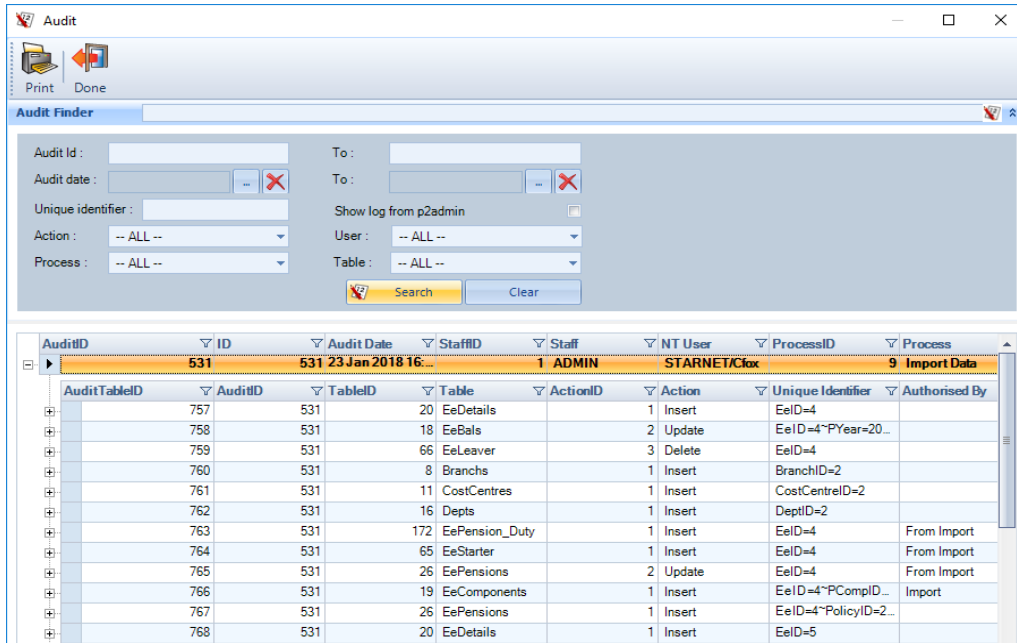 Audit
Print Done
Audit Finder
Audit Id : To :
Audit date : ... To : ...
Unique identifier : Show log from p2admin
Action : -- ALL -- User : -- ALL --
Process : -- ALL -- Table : -- ALL --
Search Clear
AuditID ID Audit Date StaffID Staff NT User ProcessID Process
531 531 23 Jan 2018 16:... 1 ADMIN STARNET/Cfox 9 Import Data
AuditTableID AuditID TableID Table ActionID Action Unique Identifier Authorised By
757 531 20 EeDetails 1 Insert EeID=4
758 531 18 EeBals 2 Update EeID=4~PYear=20...
759 531 66 EeLeaver 3 Delete EeID=4
760 531 8 Branchs 1 Insert BranchID=2
761 531 11 CostCentres 1 Insert CostCentreID=2
762 531 16 Depts 1 Insert DeptID=2
763 531 172 EePension_Duty 1 Insert EeID=4 From Import
764 531 65 EeStarter 1 Insert EeID=4 From Import
765 531 26 EePensions 2 Update EeID=4 From Import
766 531 19 EeComponents 1 Insert EeID=4~PCompID... Import
767 531 26 EePensions 1 Insert EeID=4~PolicyID=2...
768 531 20 EeDetails 1 Insert EeID=5